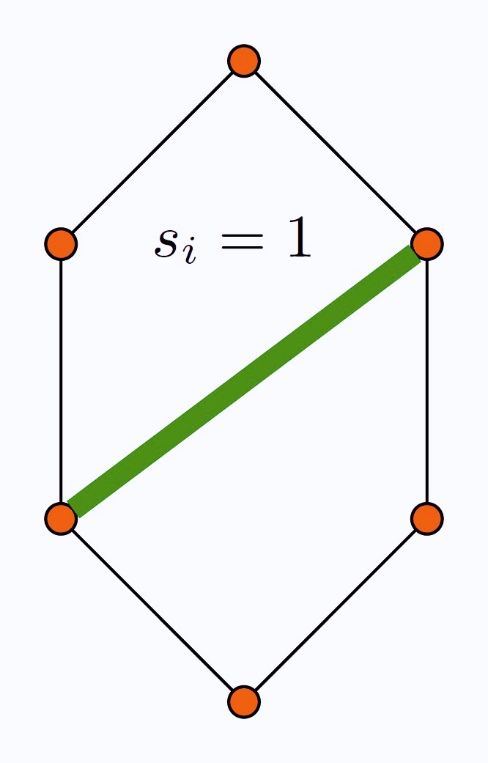 s_i = 1